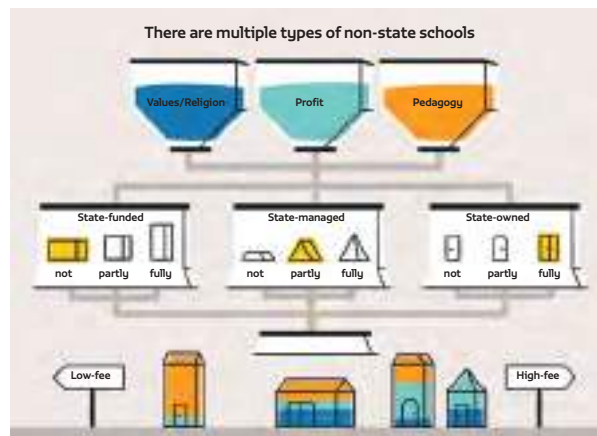 There are multiple types of non-state schools
Values/Religion
Profit
Pedagogy
State-funded
not partly fully
State-managed
not partly fully
State-owned
not partly fully
Low-fee
High-fee